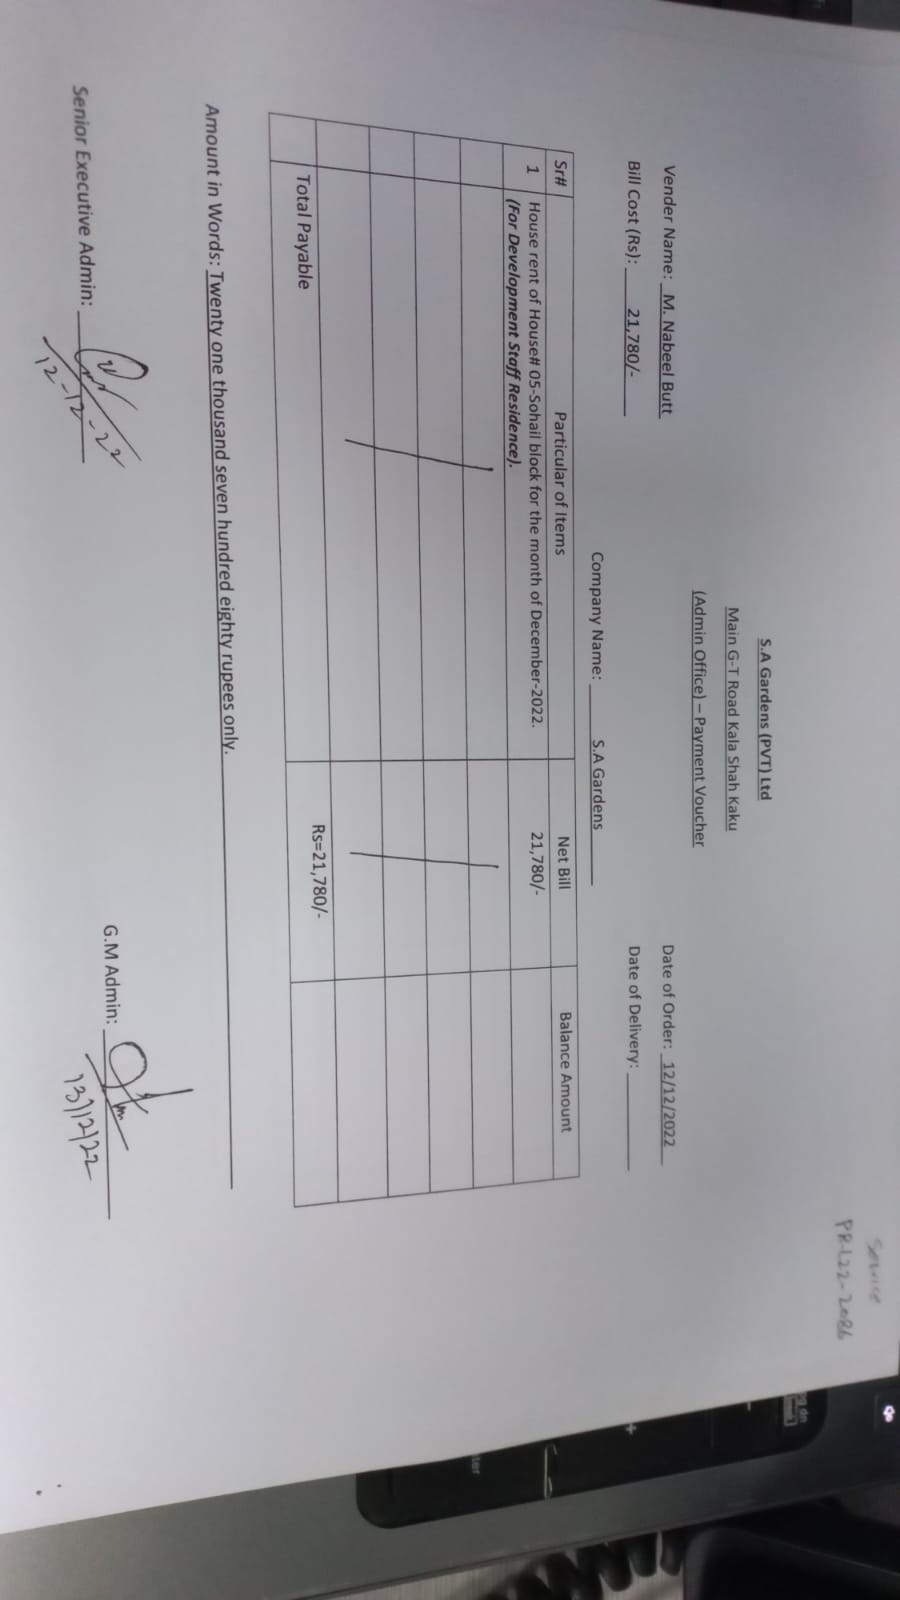 Service
PR-L22-2086
S.A Gardens (PVT) Ltd
Main G-T Road Kala Shah Kaku
(Admin Office) – Payment Voucher
Vender Name: M. Nabeel Butt Date of Order: 12/12/2022
Bill Cost (Rs): 21,780/- Date of Delivery:
Company Name: S.A Gardens
Sr# Particular of Items Net Bill Balance Amount
1 House rent of House# 05-Sohail block for the month of December-2022. 21,780/-
(For Development Staff Residence).
Total Payable Rs=21,780/-
Amount in Words: Twenty one thousand seven hundred eighty rupees only.
Senior Executive Admin: G.M Admin:
12-12-22 13/12/22